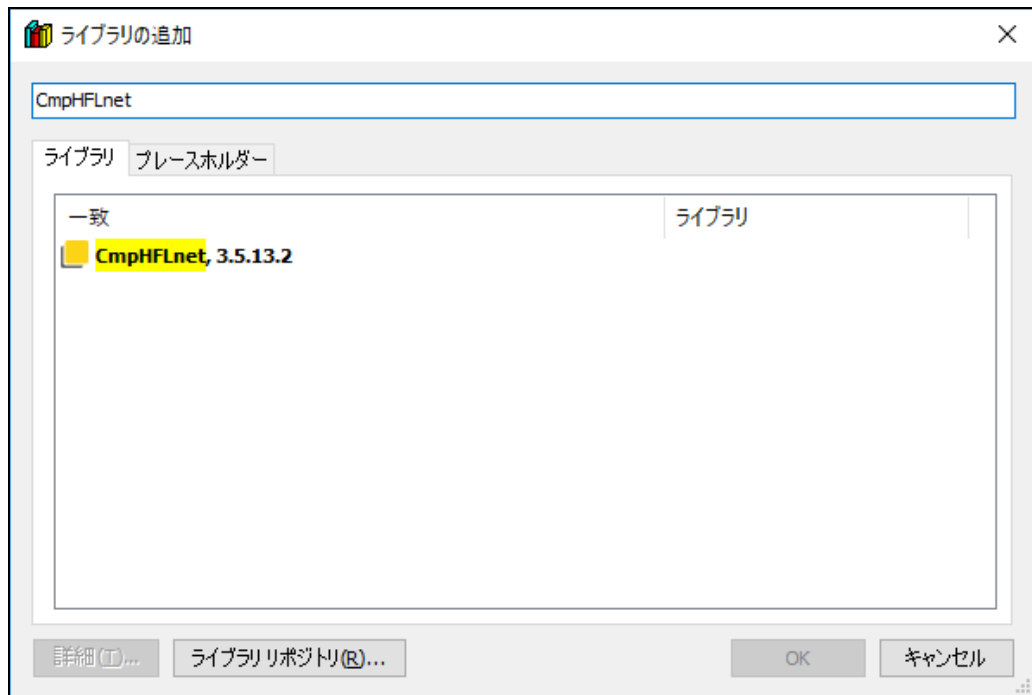 ライブラリの追加
CmpHFLnet
ライブラリ プレースホルダー
一致 ライブラリ
CmpHFLnet, 3.5.13.2
詳細(T)... ライブラリ リポジトリ(R)... OK キャンセル